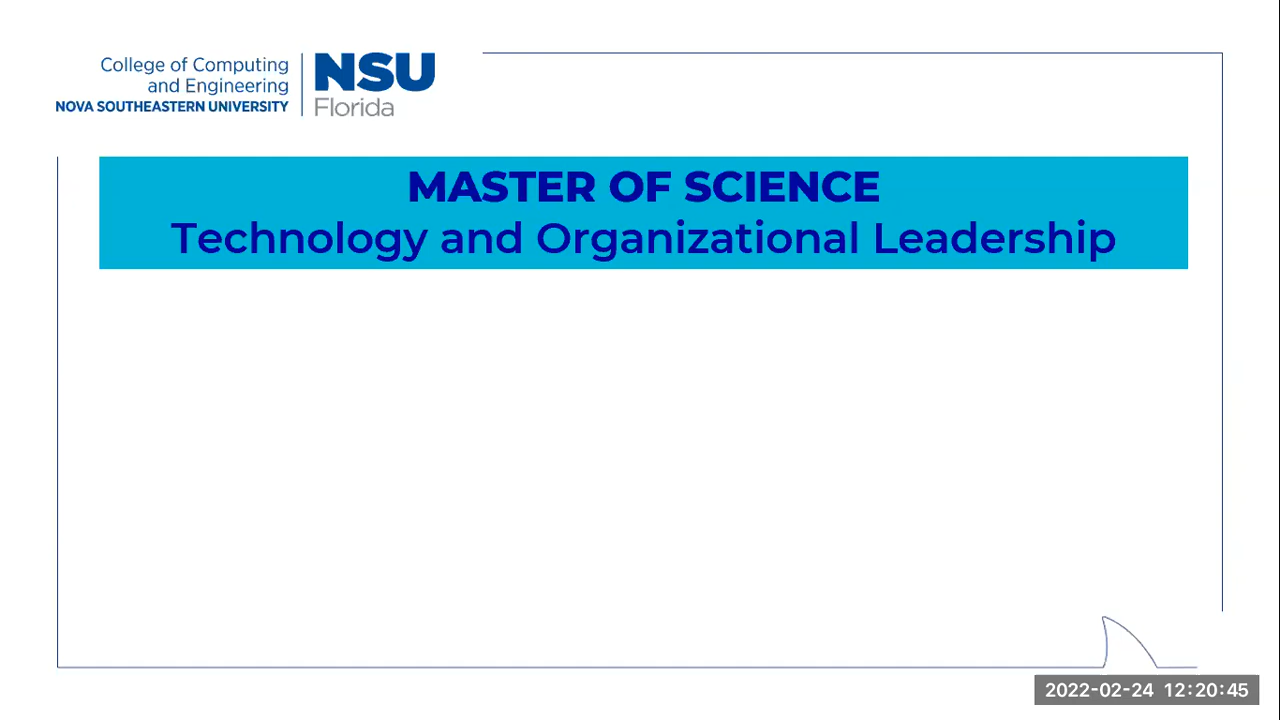 College of Computing
and Engineering
NOVA SOUTHEASTERN UNIVERSITY
NSU
Florida
MASTER OF SCIENCE
Technology and Organizational Leadership
2022-02-24 12:20:45